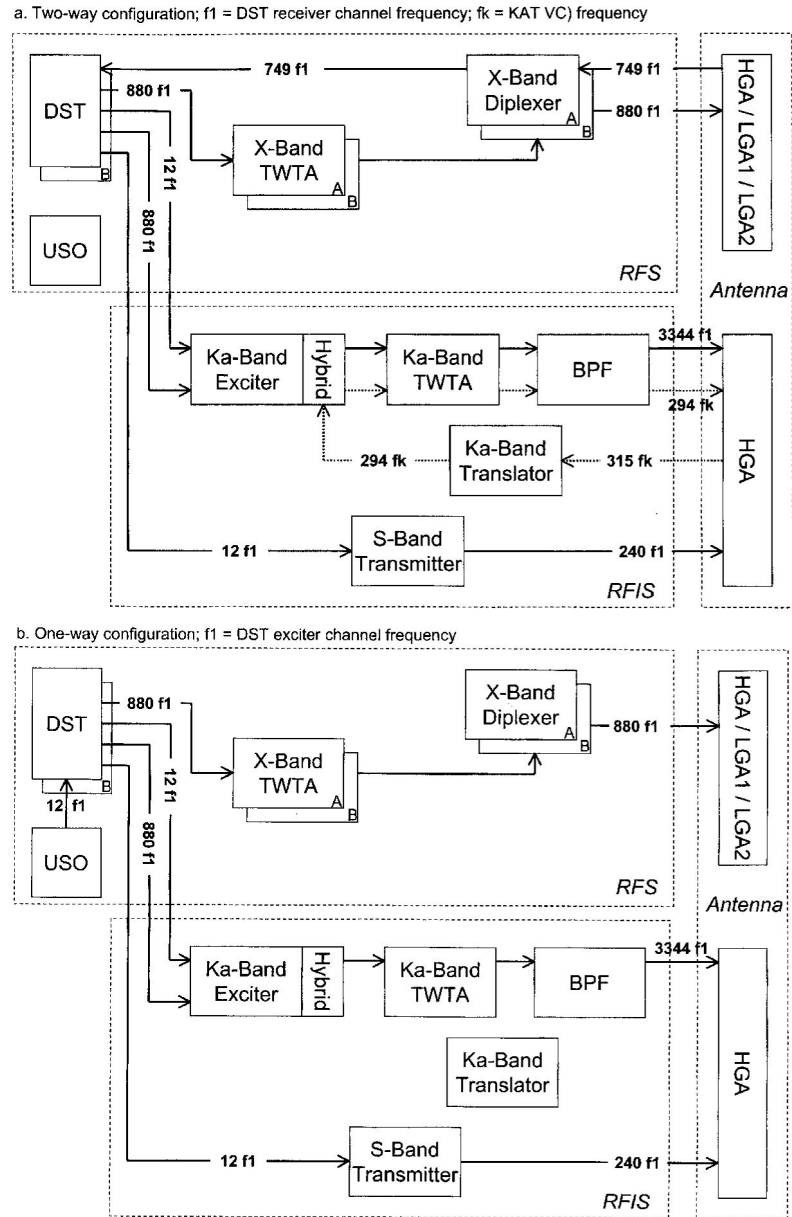 a. Two-way configuration; f1 = DST receiver channel frequency; fk = KAT VC) frequency
749 f1
749 f1
880 f1
DST
B
X-Band
Diplexer
A
B
880 f1
HGA / LGA1 / LGA2
X-Band
TWTA
A
B
12 f1
880 f1
USO
RFS
Antenna
Ka-Band
Exciter
Hybrid
Ka-Band
TWTA
BPF
3344 f1
294 fk
294 fk
Ka-Band
Translator
315 fk
HGA
12 f1
S-Band
Transmitter
240 f1
RFIS
b. One-way configuration; f1 = DST exciter channel frequency
DST
B
880 f1
X-Band
Diplexer
A
B
880 f1
HGA / LGA1 / LGA2
X-Band
TWTA
A
B
12 f1
12 f1
880 f1
USO
RFS
Antenna
Ka-Band
Exciter
Hybrid
Ka-Band
TWTA
BPF
3344 f1
Ka-Band
Translator
HGA
12 f1
S-Band
Transmitter
240 f1
RFIS